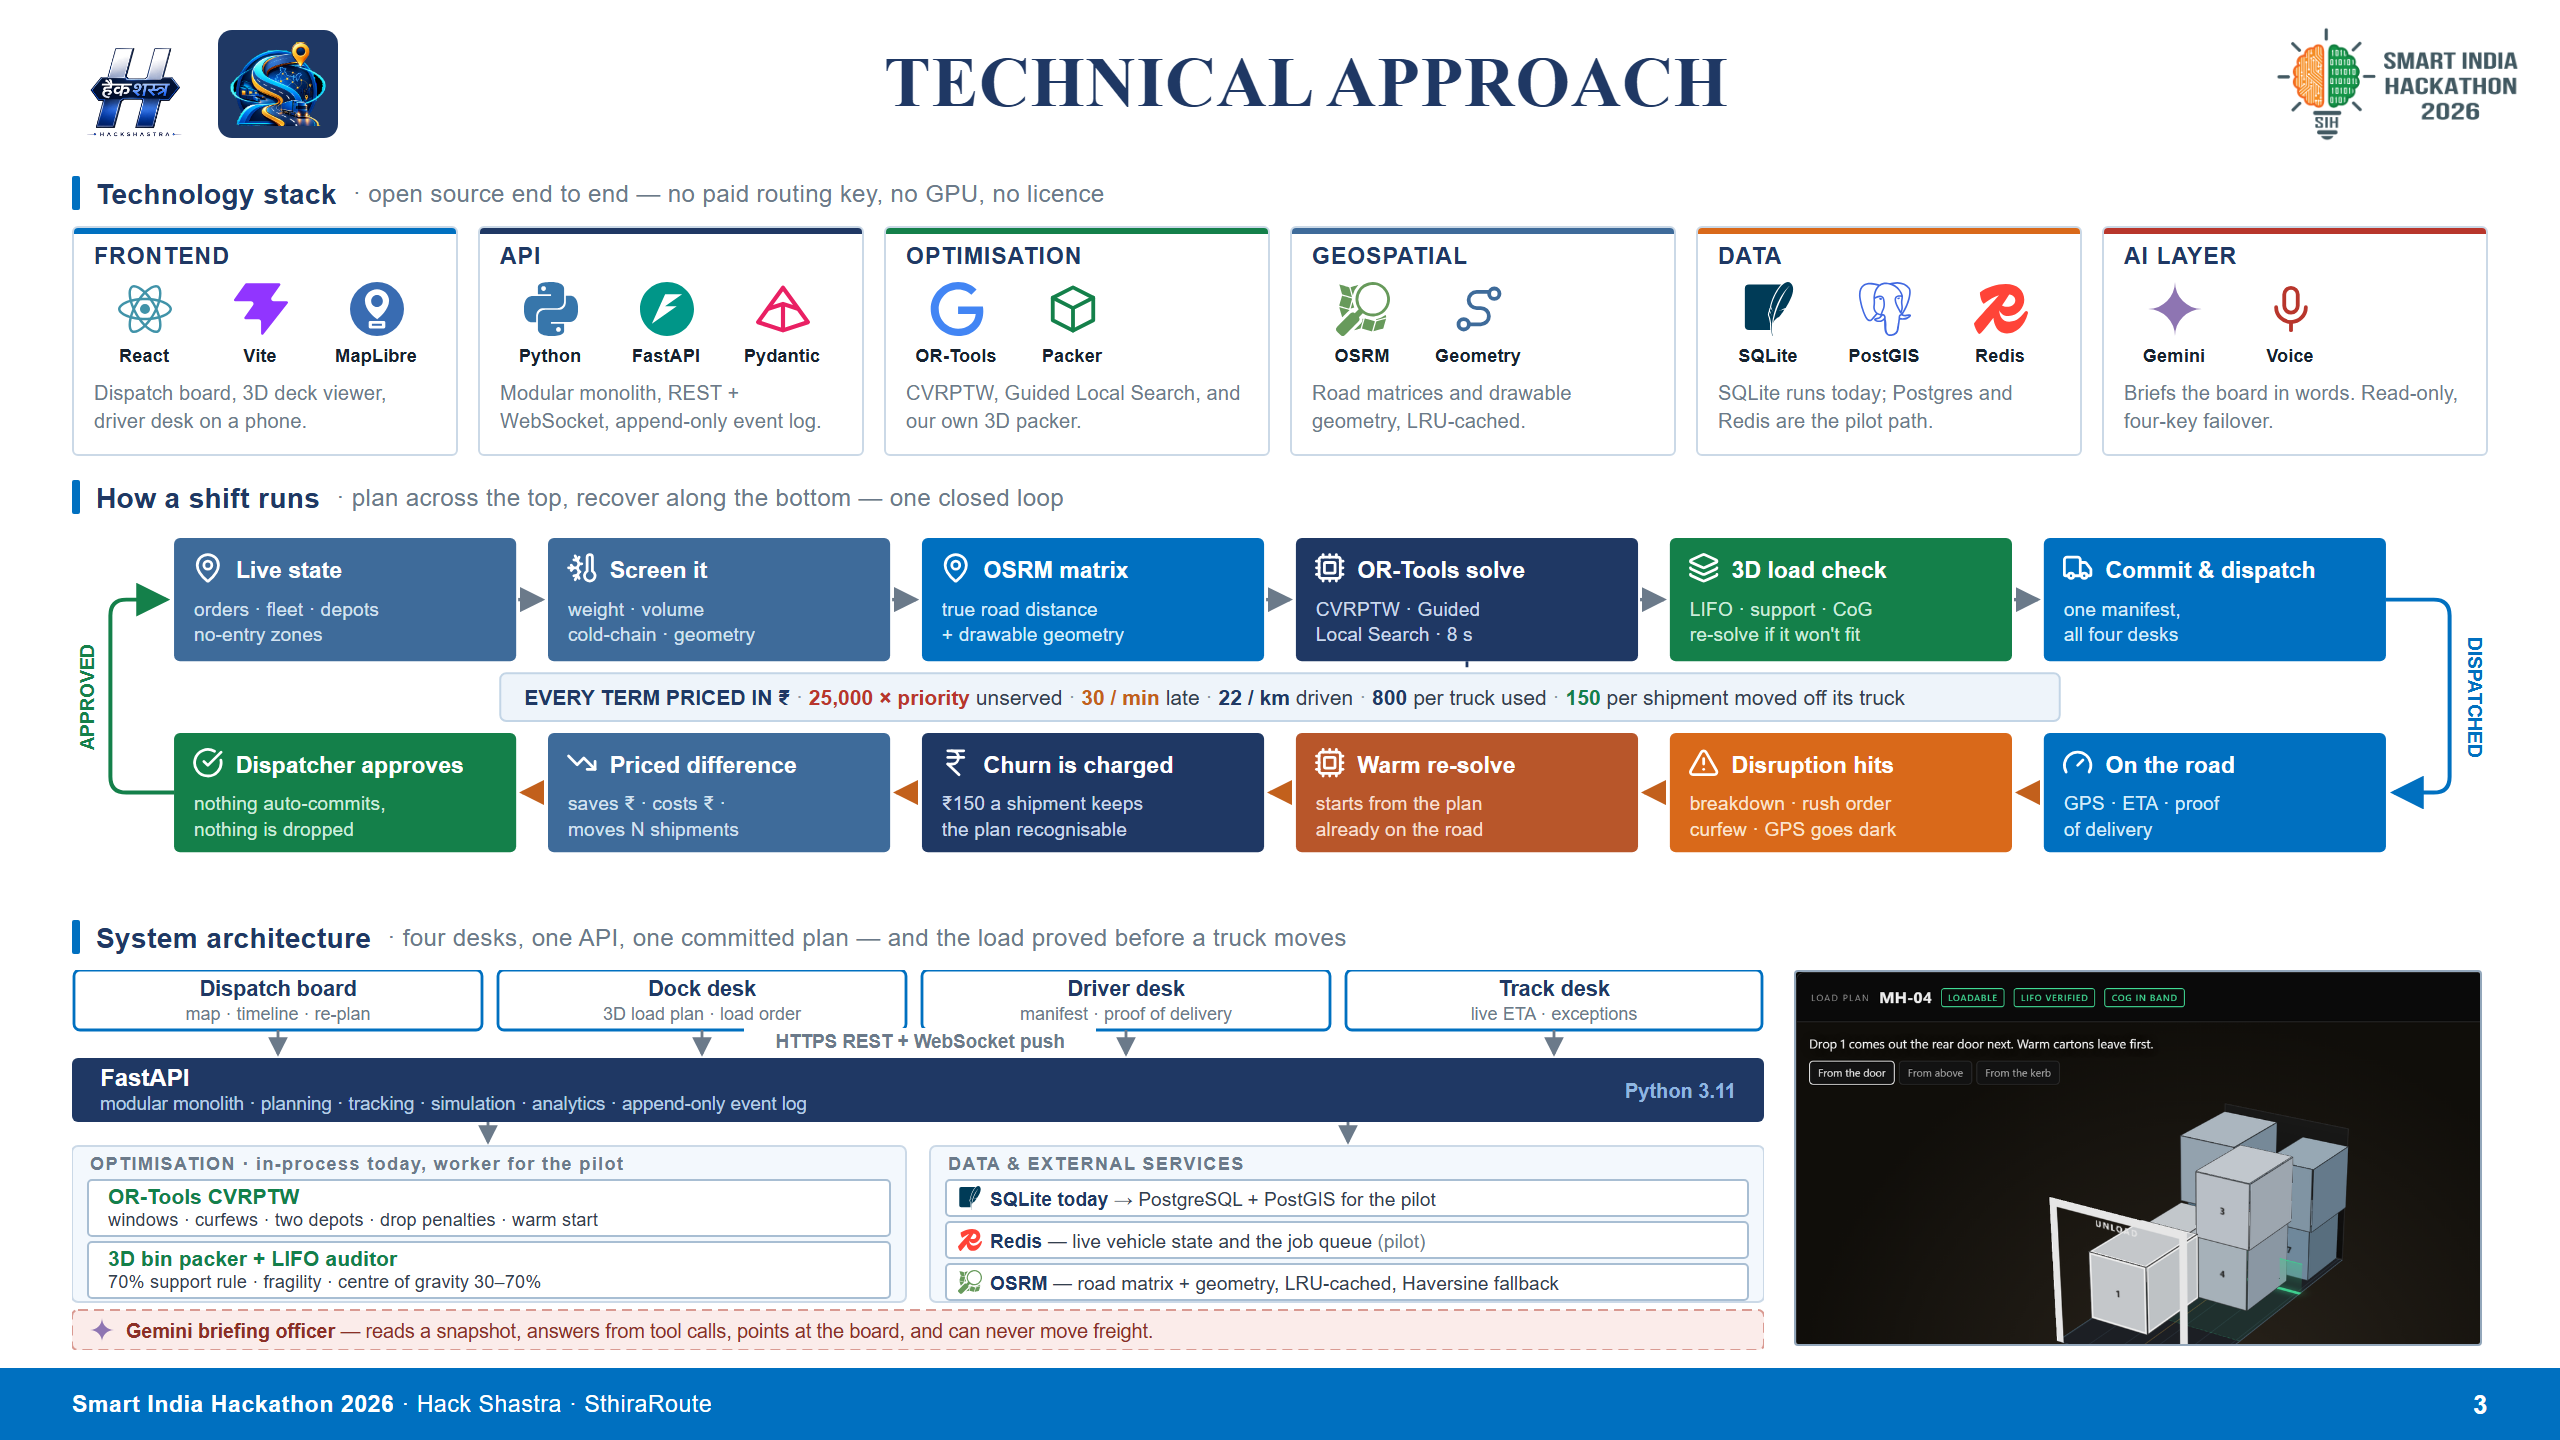 हैकशस्त्र
HACKSHASTRA
TECHNICAL APPROACH
SIH
SMART INDIA
HACKATHON
2026
Technology stack · open source end to end — no paid routing key, no GPU, no licence
FRONTEND
React Vite MapLibre
Dispatch board, 3D deck viewer,
driver desk on a phone.
API
Python FastAPI Pydantic
Modular monolith, REST +
WebSocket, append-only event log.
OPTIMISATION
OR-Tools Packer
CVRPTW, Guided Local Search, and
our own 3D packer.
GEOSPATIAL
OSRM Geometry
Road matrices and drawable
geometry, LRU-cached.
DATA
SQLite PostGIS Redis
SQLite runs today; Postgres and
Redis are the pilot path.
AI LAYER
Gemini Voice
Briefs the board in words. Read-only,
four-key failover.
How a shift runs · plan across the top, recover along the bottom — one closed loop
Live state
orders · fleet · depots
no-entry zones
Screen it
weight · volume
cold-chain · geometry
OSRM matrix
true road distance
+ drawable geometry
OR-Tools solve
CVRPTW · Guided
Local Search · 8 s
3D load check
LIFO · support · CoG
re-solve if it won't fit
Commit & dispatch
one manifest,
all four desks
APPROVED
DISPATCHED
EVERY TERM PRICED IN ₹ · 25,000 × priority unserved · 30 / min late · 22 / km driven · 800 per truck used · 150 per shipment moved off its truck
Dispatcher approves
nothing auto-commits,
nothing is dropped
Priced difference
saves ₹ · costs ₹ ·
moves N shipments
Churn is charged
₹150 a shipment keeps
the plan recognisable
Warm re-solve
starts from the plan
already on the road
Disruption hits
breakdown · rush order
curfew · GPS goes dark
On the road
GPS · ETA · proof
of delivery
System architecture · four desks, one API, one committed plan — and the load proved before a truck moves
Dispatch board
map · timeline · re-plan
Dock desk
3D load plan · load order
Driver desk
manifest · proof of delivery
Track desk
live ETA · exceptions
HTTPS REST + WebSocket push
FastAPI
modular monolith · planning · tracking · simulation · analytics · append-only event log
Python 3.11
OPTIMISATION · in-process today, worker for the pilot
OR-Tools CVRPTW
windows · curfews · two depots · drop penalties · warm start
3D bin packer + LIFO auditor
70% support rule · fragility · centre of gravity 30–70%
DATA & EXTERNAL SERVICES
SQLite today → PostgreSQL + PostGIS for the pilot
Redis — live vehicle state and the job queue (pilot)
OSRM — road matrix + geometry, LRU-cached, Haversine fallback
Gemini briefing officer — reads a snapshot, answers from tool calls, points at the board, and can never move freight.
LOAD PLAN MH-04 LOADABLE LIFO VERIFIED COG IN BAND
Drop 1 comes out the rear door next. Warm cartons leave first.
From the door From above From the kerb
3
7
4
1
Smart India Hackathon 2026 · Hack Shastra · SthiraRoute
3